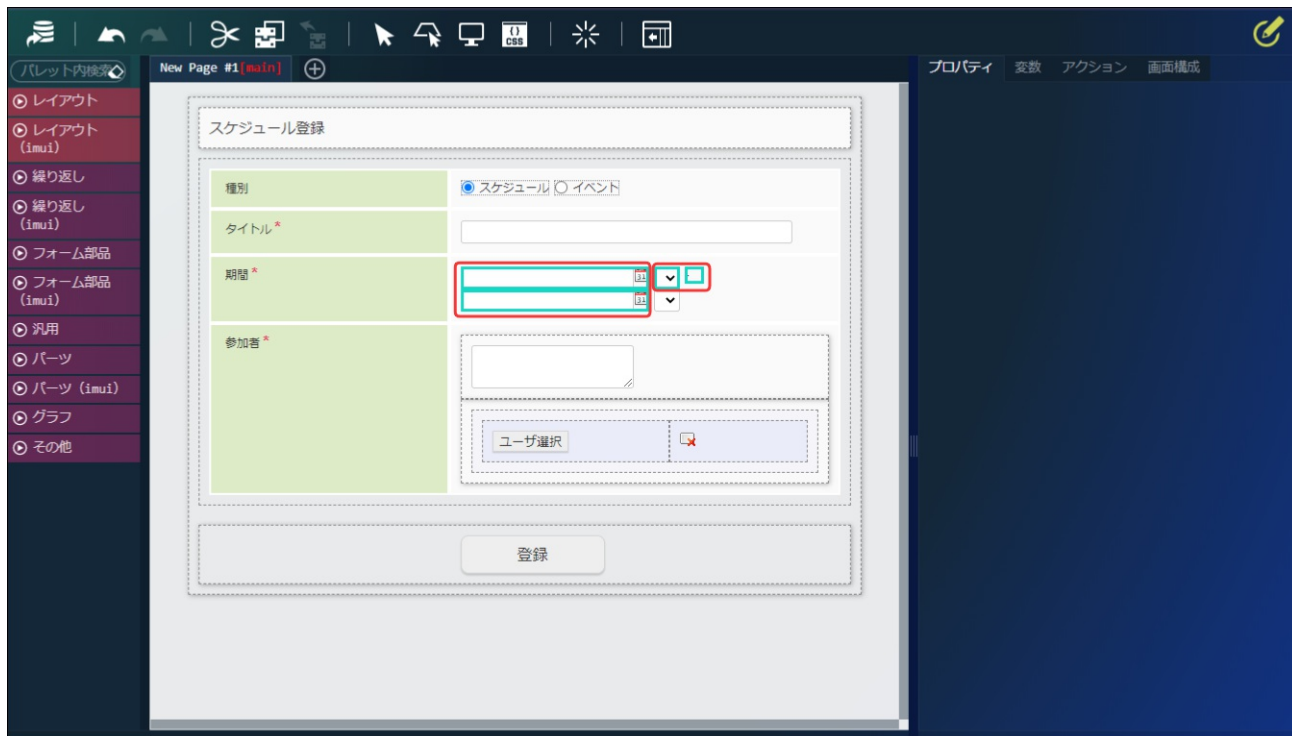 {}
CSS
パレット内検索
New Page #1[main]
プロパティ 変数 アクション 画面構成
レイアウト
レイアウト
(imui)
繰り返し
繰り返し
(imui)
フォーム部品
フォーム部品
(imui)
汎用
パーツ
パーツ (imui)
グラフ
その他
スケジュール登録
種別
スケジュール イベント
タイトル*
期間*
31
31
参加者*
ユーザ選択
登録